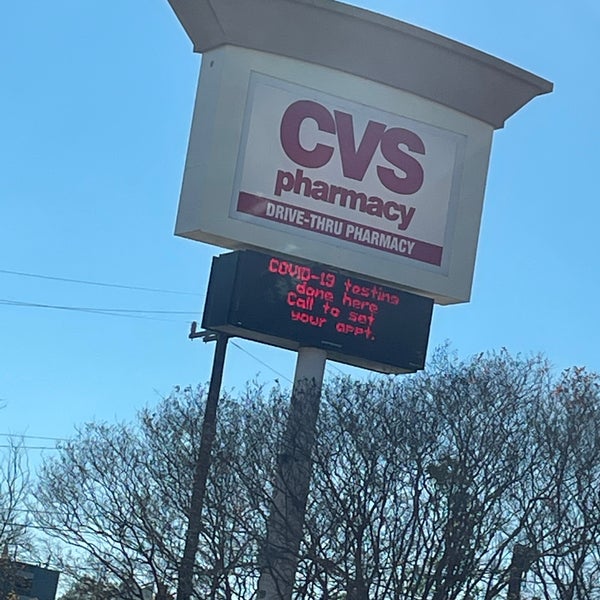 CVS
pharmacy
DRIVE-THRU PHARMACY
COVID-19 testing
done here
Call to set
your appt.